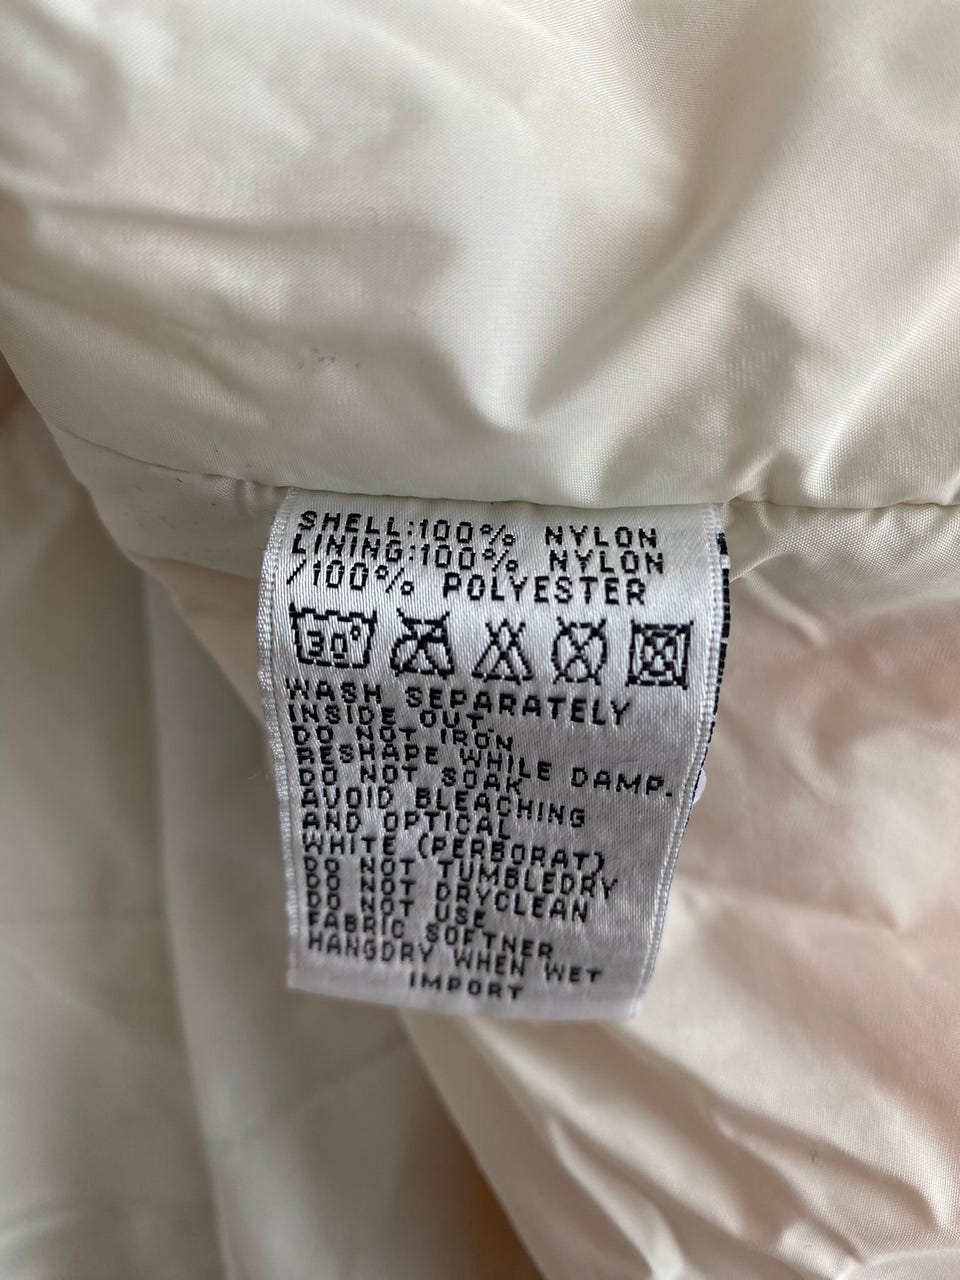 SHELL:100% NYLON
LINING:100% NYLON
/100% POLYESTER
30°
WASH SEPARATELY
INSIDE OUT.
DO NOT IRON
RESHAPE WHILE DAMP.
DO NOT SOAK
AVOID BLEACHING
AND OPTICAL
WHITE (PERBORAT)
DO NOT TUMBLEDRY
DO NOT DRYCLEAN
DO NOT USE
FABRIC SOFTNER
HANGDRY WHEN WET
IMPORT